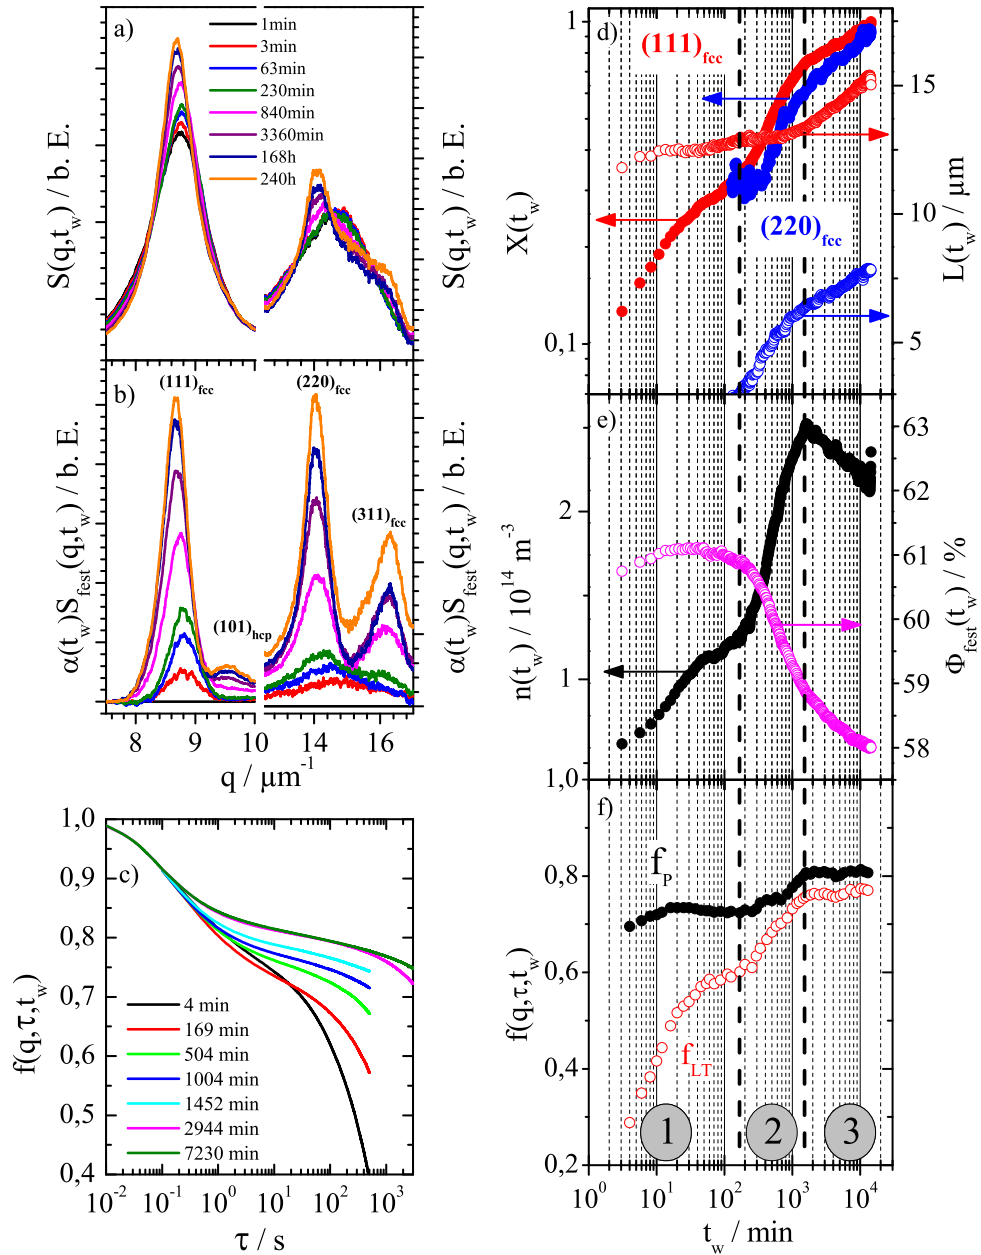 a)
1min
3min
63min
230min
840min
3360min
168h
240h
S(q,t_w) / b. E.
S(q,t_w) / b. E.
b)
(111)_fcc
(220)_fcc
(311)_fcc
(101)_hcp
α(t_w)S_fest(q,t_w) / b. E.
α(t_w)S_fest(q,t_w) / b. E.
8 9 10 14 16
q / μm^-1
c)
1,0
0,9
0,8
0,7
0,6
0,5
0,4
f(q,τ,t_w)
4 min
169 min
504 min
1004 min
1452 min
2944 min
7230 min
10^-2 10^-1 10^0 10^1 10^2 10^3
τ / s
d)
(111)_fcc
(220)_fcc
1
0,1
X(t_w)
15
10
5
L(t_w) / μm
e)
2
1
1,0
n(t_w) / 10^14 m^-3
63
62
61
60
59
58
Φ_fest(t_w) / %
f)
f_P
f_LT
0,8
0,6
0,4
0,2
f(q,τ,t_w)
1 2 3
10^0 10^1 10^2 10^3 10^4
t_w / min